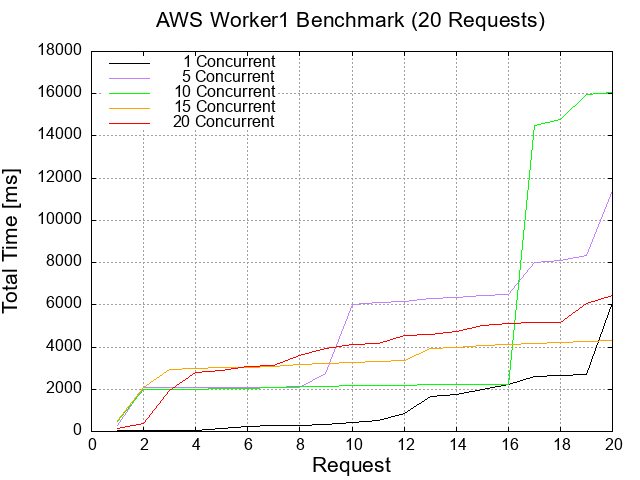 AWS Worker1 Benchmark (20 Requests)
18000
16000
14000
12000
10000
8000
6000
4000
2000
0
Total Time [ms]
1 Concurrent
5 Concurrent
10 Concurrent
15 Concurrent
20 Concurrent
0 2 4 6 8 10 12 14 16 18 20
Request